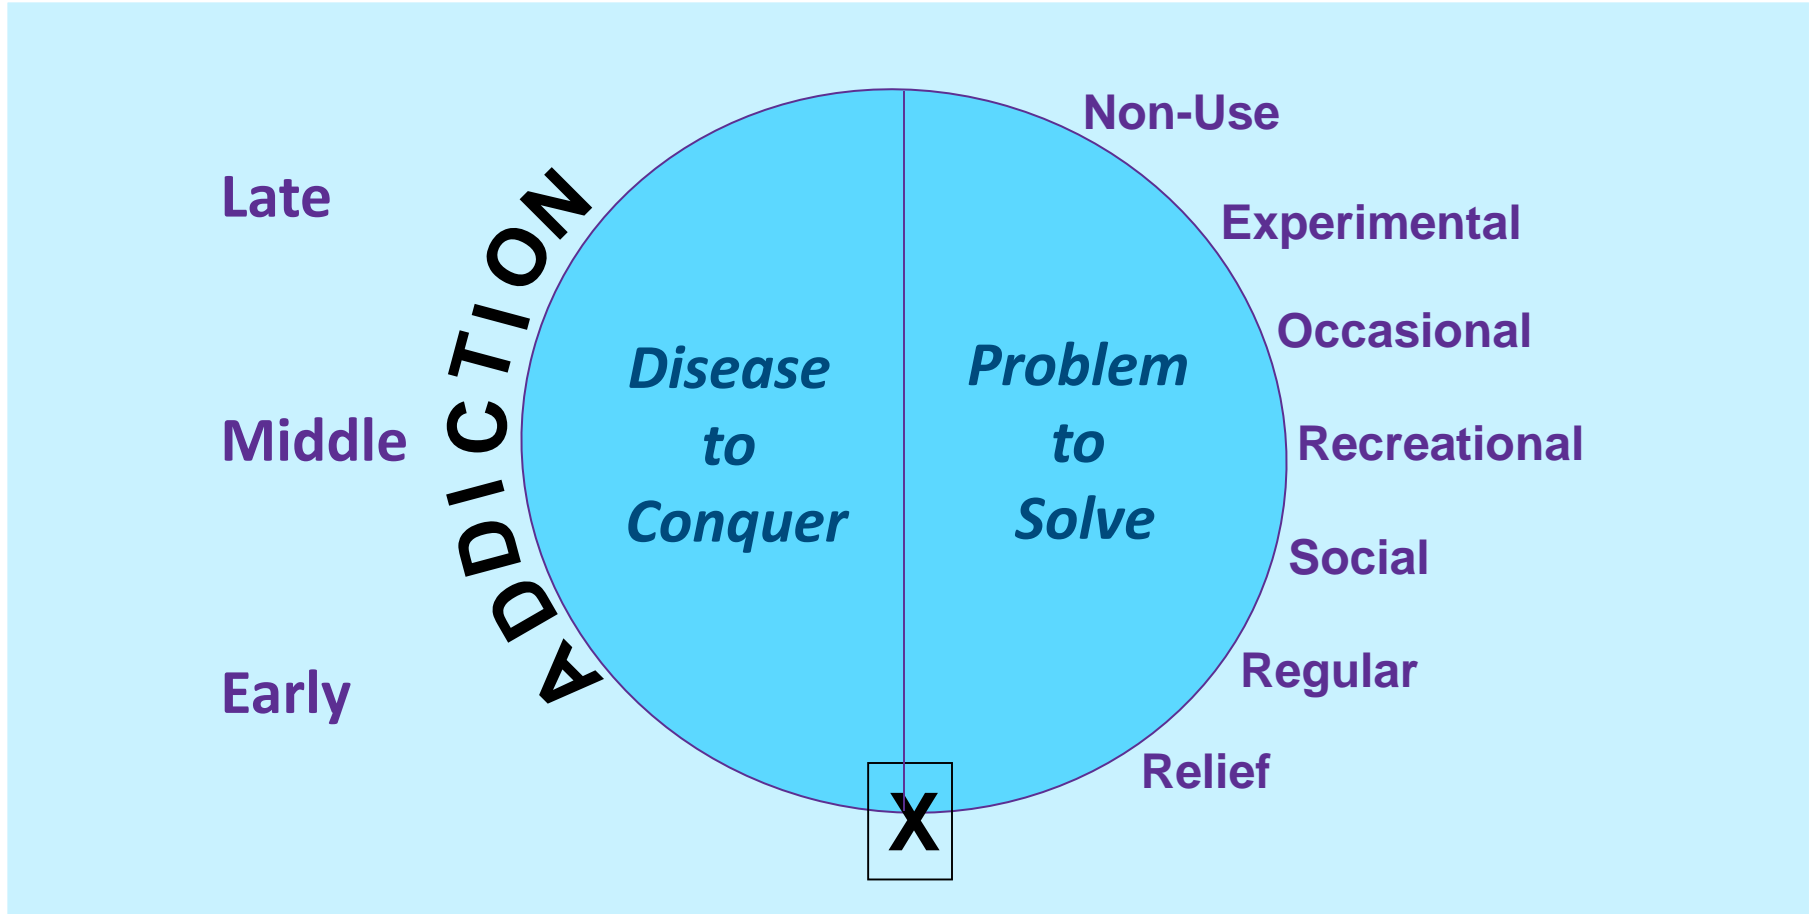 Late
Middle
Early
ADDICTION
Disease
to
Conquer
Problem
to
Solve
Non-Use
Experimental
Occasional
Recreational
Social
Regular
Relief
X